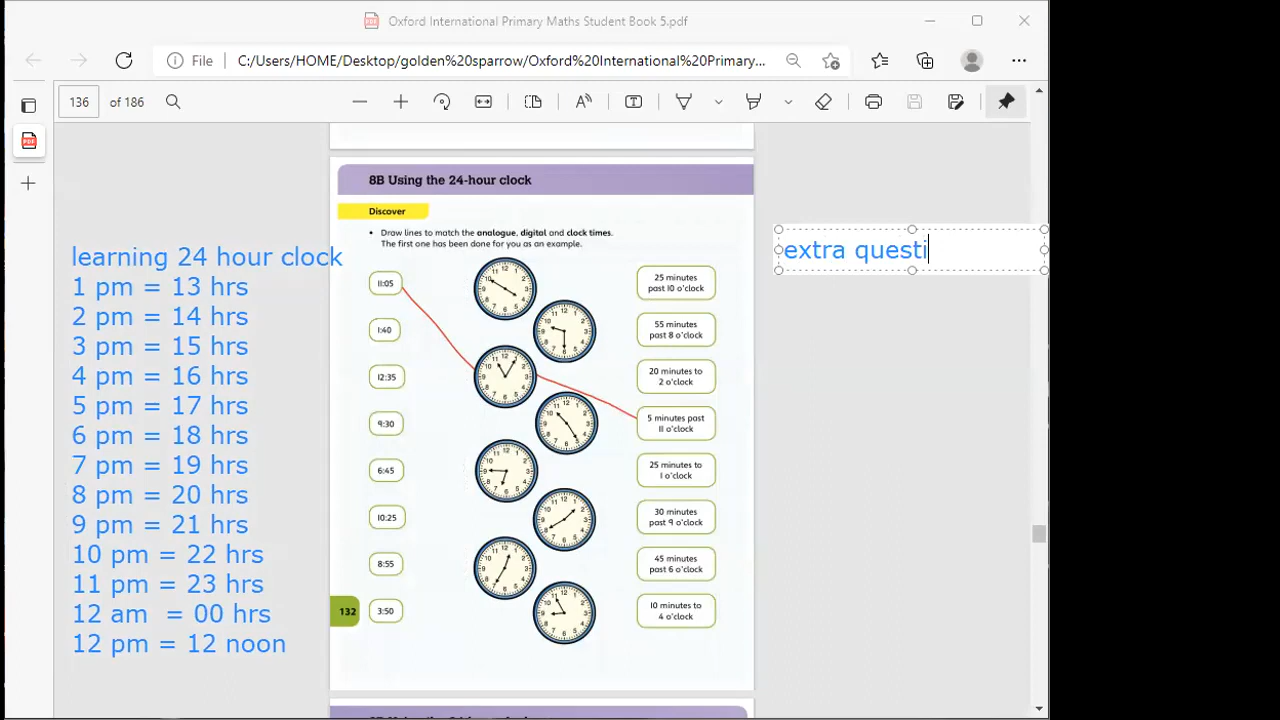 Oxford International Primary Maths Student Book 5.pdf
File C:/Users/HOME/Desktop/golden%20sparrow/Oxford%20International%20Primary...
136 of 186
8B Using the 24-hour clock
Discover
• Draw lines to match the analogue, digital and clock times.
The first one has been done for you as an example.
learning 24 hour clock
1 pm = 13 hrs
2 pm = 14 hrs
3 pm = 15 hrs
4 pm = 16 hrs
5 pm = 17 hrs
6 pm = 18 hrs
7 pm = 19 hrs
8 pm = 20 hrs
9 pm = 21 hrs
10 pm = 22 hrs
11 pm = 23 hrs
12 am = 00 hrs
12 pm = 12 noon
11:05
1:40
12:35
9:30
6:45
10:25
8:55
3:50
25 minutes
past 10 o'clock
55 minutes
past 8 o'clock
20 minutes to
2 o'clock
5 minutes past
11 o'clock
25 minutes to
1 o'clock
30 minutes
past 9 o'clock
45 minutes
past 6 o'clock
10 minutes to
4 o'clock
132
extra questi